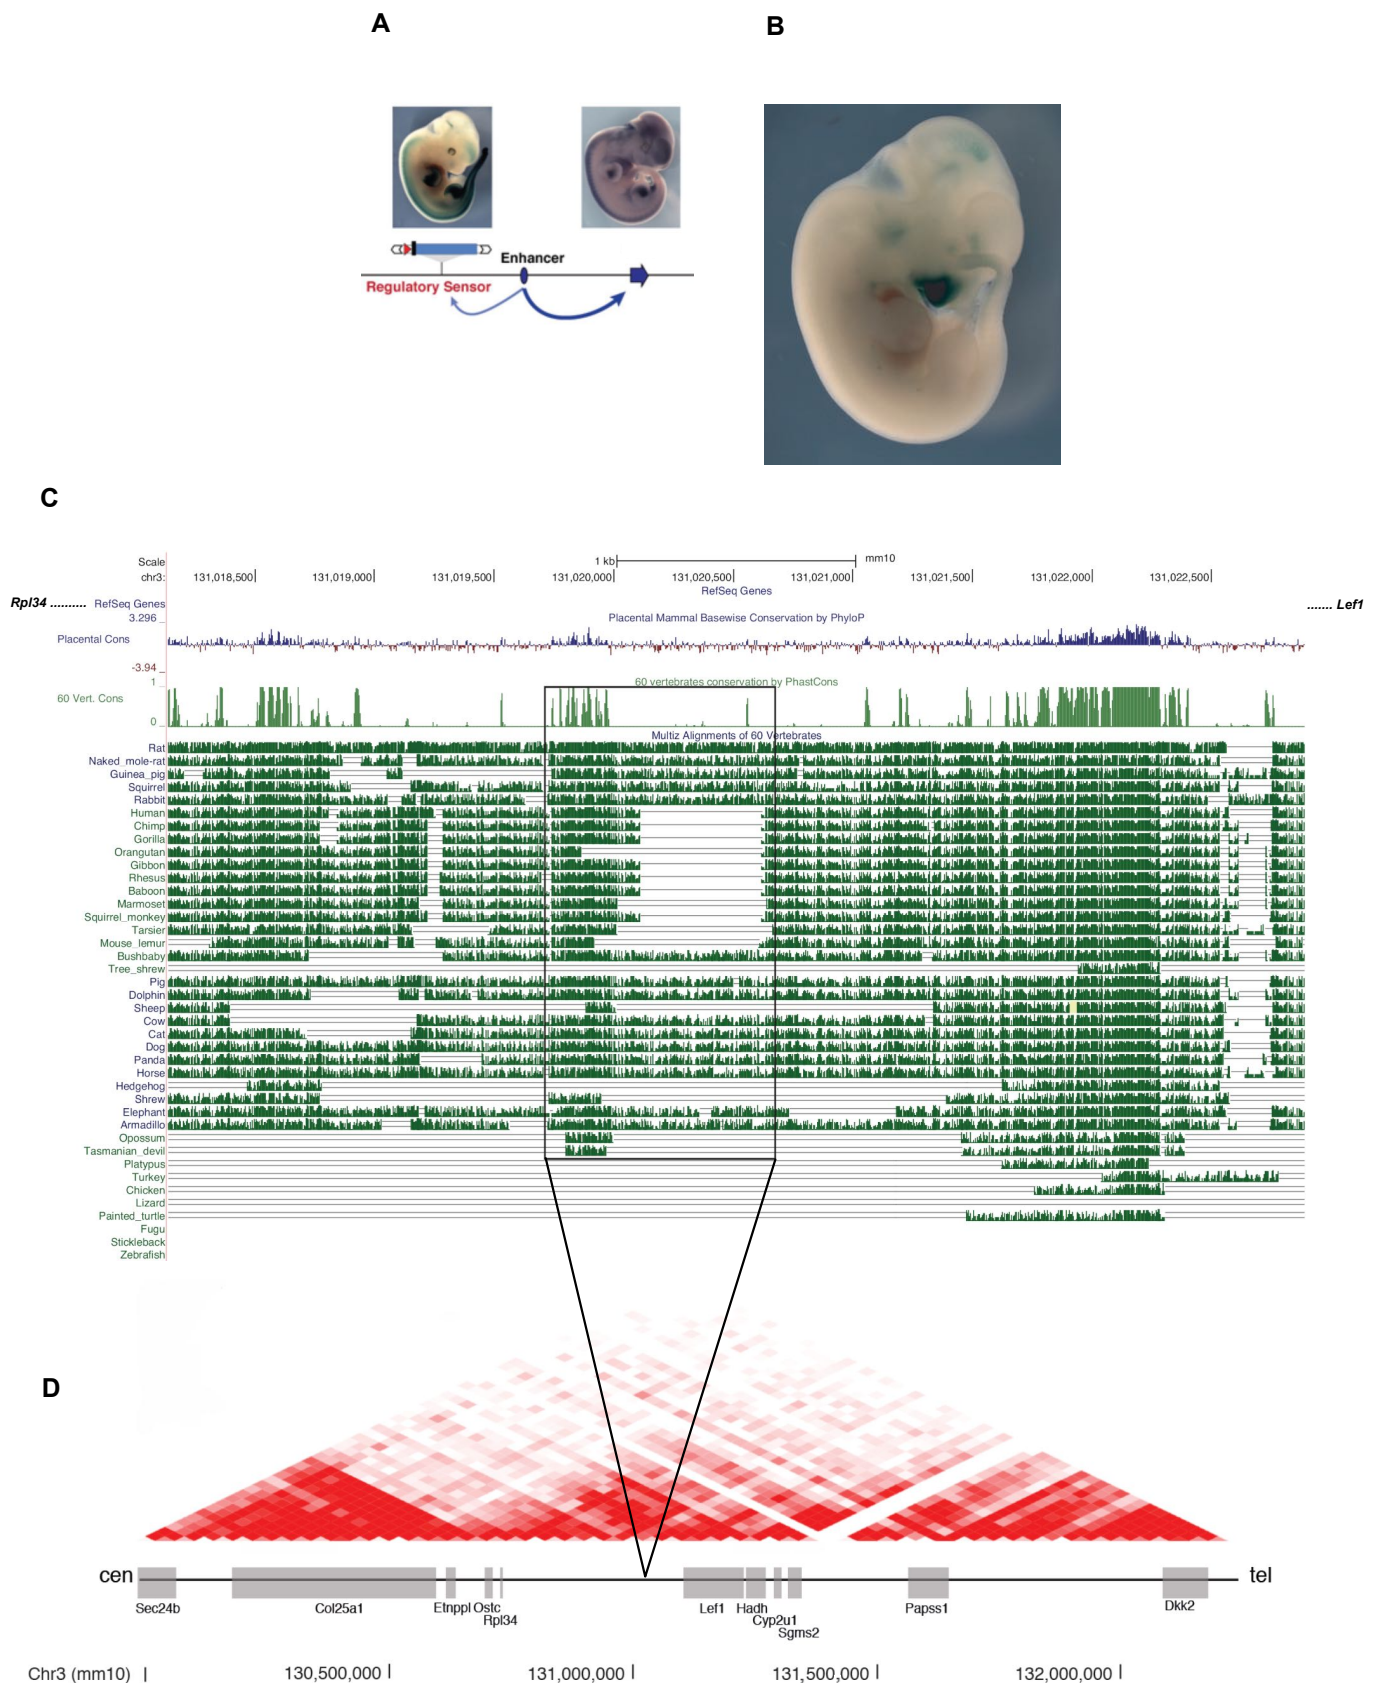 A
B
Enhancer
Regulatory Sensor
C
Scale
1 kb
mm10
chr3:
131,018,500
131,019,000
131,019,500
131,020,000
131,020,500
131,021,000
131,021,500
131,022,000
131,022,500
RefSeq Genes
Rpl34 ..........
RefSeq Genes
....... Lef1
3.296
Placental Mammal Basewise Conservation by PhyloP
Placental Cons
-3.94
1
60 vertebrates conservation by PhastCons
60 Vert. Cons
0
Multiz Alignments of 60 Vertebrates
Rat
Naked_mole-rat
Guinea_pig
Squirrel
Rabbit
Human
Chimp
Gorilla
Orangutan
Gibbon
Rhesus
Baboon
Marmoset
Squirrel_monkey
Tarsier
Mouse_lemur
Bushbaby
Tree_shrew
Pig
Dolphin
Sheep
Cow
Cat
Dog
Panda
Horse
Hedgehog
Shrew
Elephant
Armadillo
Opossum
Tasmanian_devil
Platypus
Turkey
Chicken
Lizard
Painted_turtle
Fugu
Stickleback
Zebrafish
D
cen
tel
Sec24b
Col25a1
Etnppl
Ostc
Rpl34
Lef1
Hadh
Cyp2u1
Sgms2
Papss1
Dkk2
Chr3 (mm10)
130,500,000
131,000,000
131,500,000
132,000,000